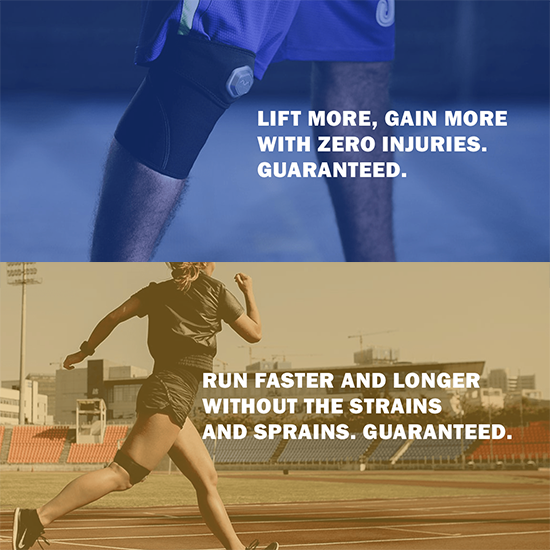 LIFT MORE, GAIN MORE
WITH ZERO INJURIES.
GUARANTEED.
RUN FASTER AND LONGER
WITHOUT THE STRAINS
AND SPRAINS. GUARANTEED.